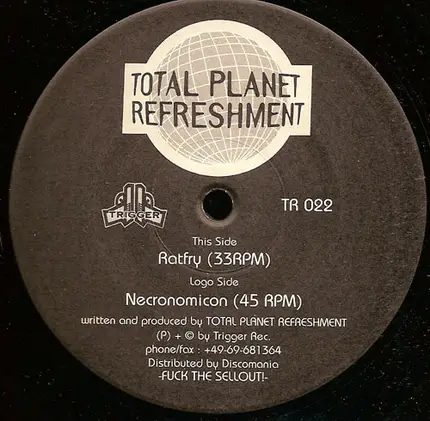 TOTAL PLANET
REFRESHMENT
TRIGGER
TR 022
This Side
Ratfry (33RPM)
Logo Side
Necronomicon (45 RPM)
written and produced by TOTAL PLANET REFRESHMENT
(P) + © by Trigger Rec.
phone/fax : +49-69-681364
Distributed by Discomania
-FUCK THE SELLOUT!-